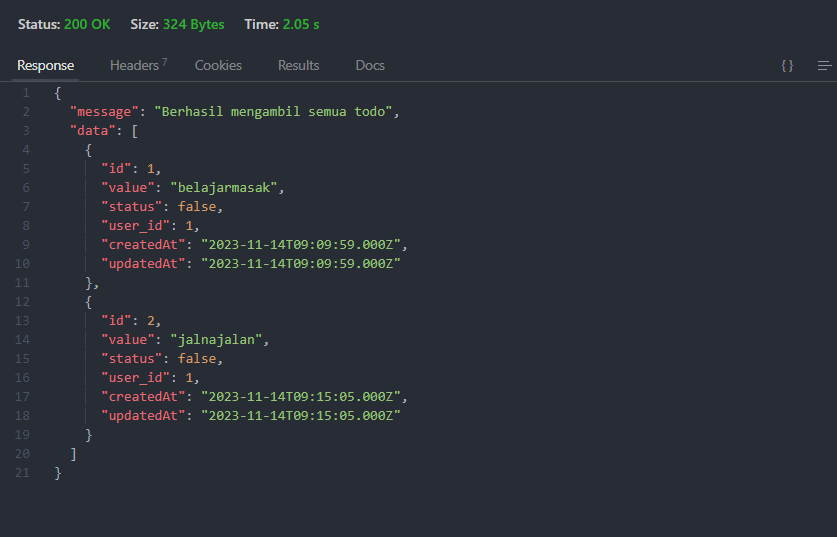 Status: 200 OK Size: 324 Bytes Time: 2.05 s
Response Headers 7 Cookies Results Docs {} 
1 {
2 "message": "Berhasil mengambil semua todo",
3 "data": [
4 {
5 "id": 1,
6 "value": "belajarmasak",
7 "status": false,
8 "user_id": 1,
9 "createdAt": "2023-11-14T09:09:59.000Z",
10 "updatedAt": "2023-11-14T09:09:59.000Z"
11 },
12 {
13 "id": 2,
14 "value": "jalnajalan",
15 "status": false,
16 "user_id": 1,
17 "createdAt": "2023-11-14T09:15:05.000Z",
18 "updatedAt": "2023-11-14T09:15:05.000Z"
19 }
20 ]
21 }